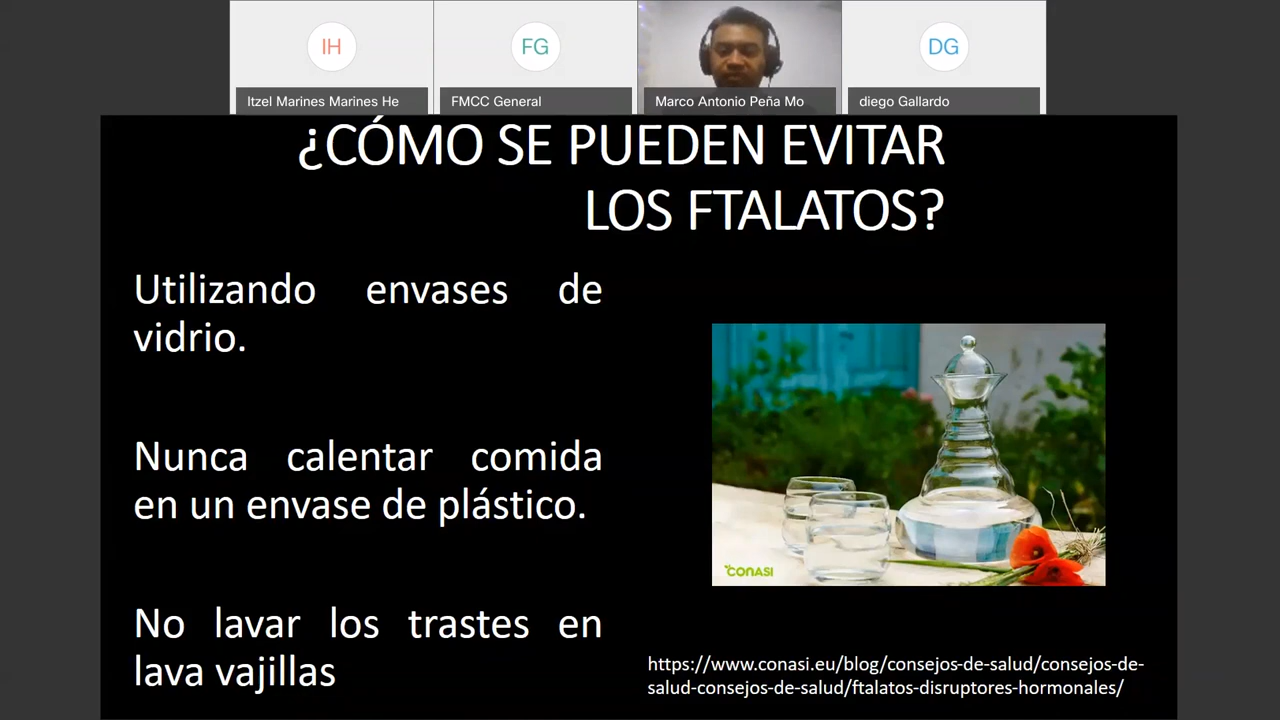 IH
FG
DG
Itzel Marines Marines He
FMCC General
Marco Antonio Peña Mo
diego Gallardo
¿CÓMO SE PUEDEN EVITAR
LOS FTALATOS?
Utilizando envases de
vidrio.
Nunca calentar comida
en un envase de plástico.
No lavar los trastes en
lava vajillas
CONASI
https://www.conasi.eu/blog/consejos-de-salud/consejos-de-
salud-consejos-de-salud/ftalatos-disruptores-hormonales/